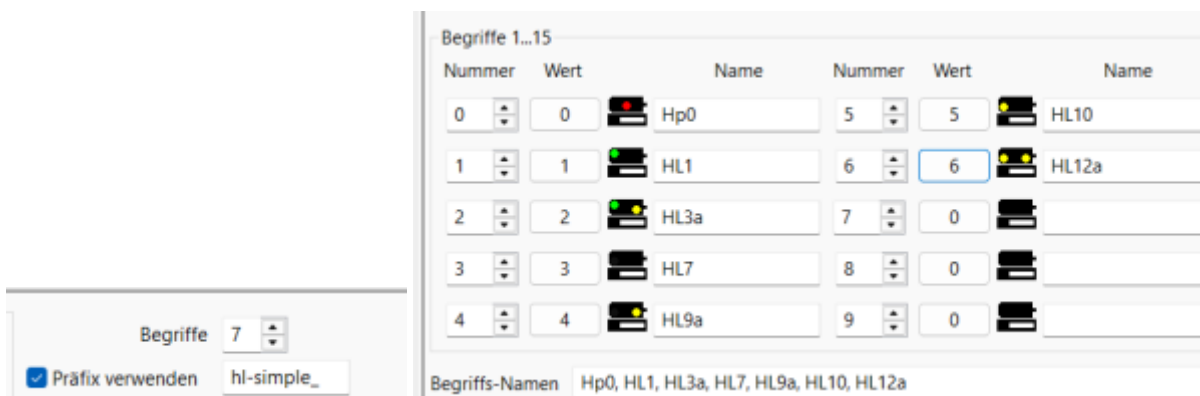 Begriffe 7
Präfix verwenden hl-simple_
Begriffe 1...15
Nummer Wert Name Nummer Wert Name
0 0 Hp0 5 5 HL10
1 1 HL1 6 6 HL12a
2 2 HL3a 7 0
3 3 HL7 8 0
4 4 HL9a 9 0
Begriffs-Namen Hp0, HL1, HL3a, HL7, HL9a, HL10, HL12a